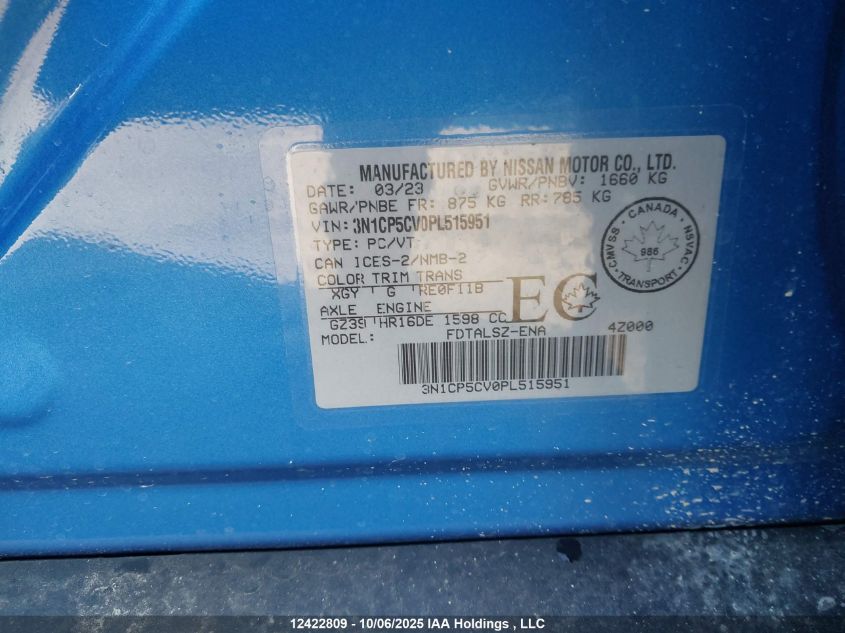 MANUFACTURED BY NISSAN MOTOR CO., LTD.
DATE: 03/23 GVWR/PNBV: 1660 KG
GAWR/PNBE FR: 875 KG RR:785 KG
VIN: 3N1CP5CV0PL515951
TYPE: PC/VT
CAN ICES-2/NMB-2
COLOR TRIM TRANS
XGY G RE0F11B
AXLE ENGINE
GZ39 HR16DE 1598 CC
EC
CANADA
CMVSS 986 NSVAC
TRANSPORT
MODEL: FDTALSZ-ENA 4Z000
3N1CP5CV0PL515951
12422809 - 10/06/2025 IAA Holdings , LLC